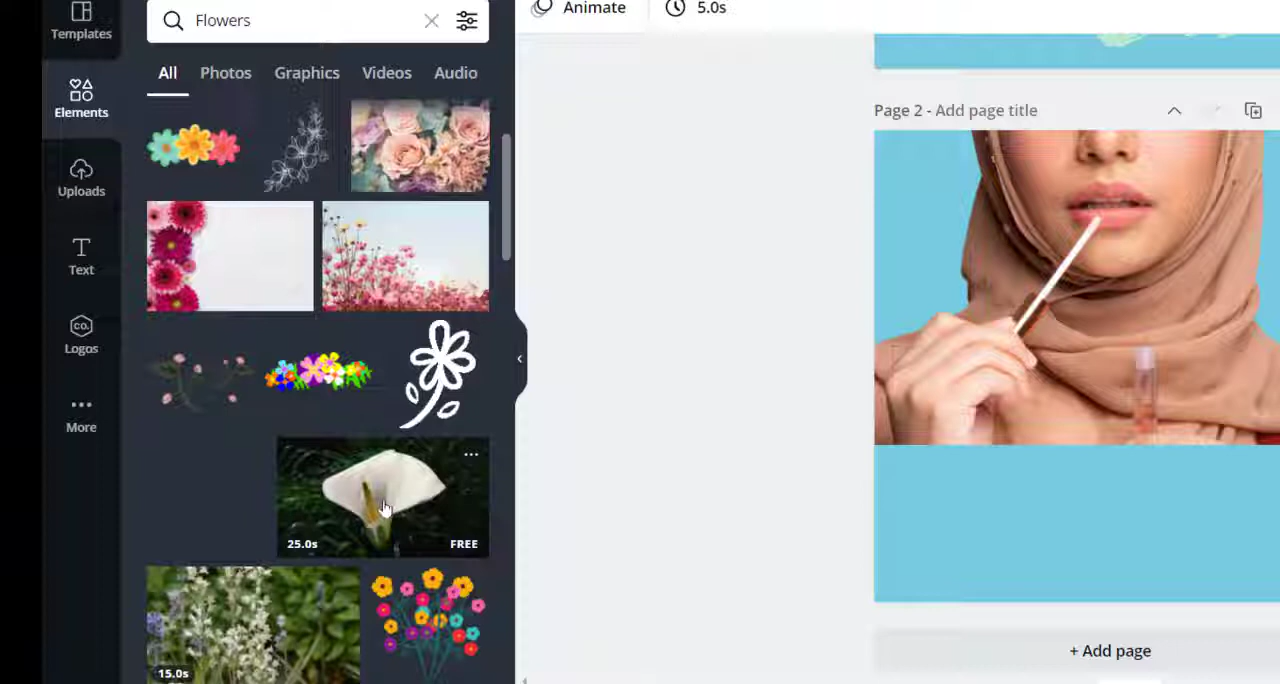 Templates
Elements
Uploads
Text
CO.
Logos
More
Flowers
All Photos Graphics Videos Audio
25.0s FREE
15.0s
Animate 5.0s
Page 2 - Add page title
+ Add page